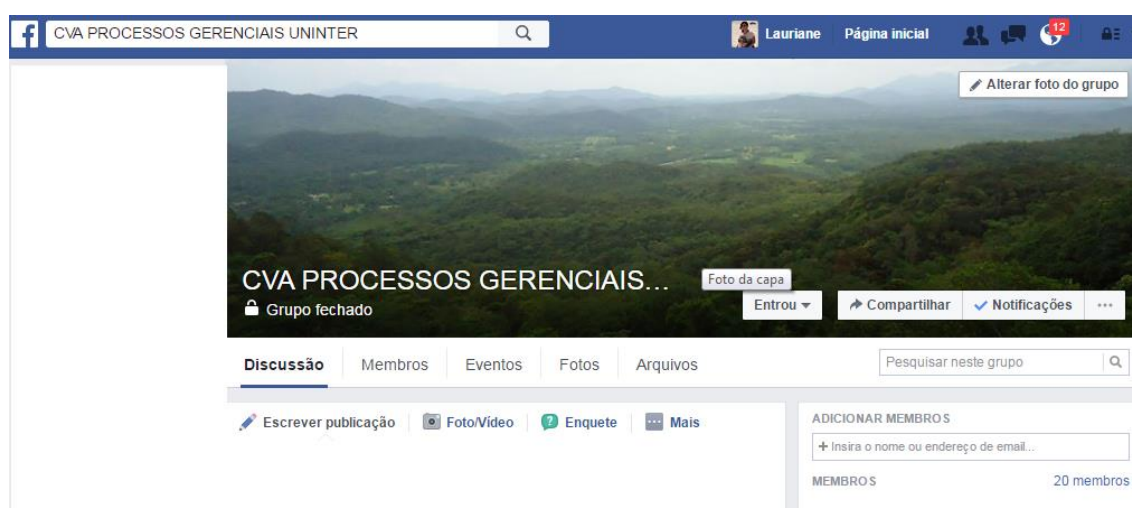 f CVA PROCESSOS GERENCIAIS UNINTER Lauriane Página inicial 12
Alterar foto do grupo
CVA PROCESSOS GERENCIAIS...
Foto da capa
Grupo fechado
Entrou Compartilhar Notificações ...
Discussão Membros Eventos Fotos Arquivos Pesquisar neste grupo
Escrever publicação Foto/Vídeo ? Enquete ... Mais
ADICIONAR MEMBROS
+ Insira o nome ou endereço de email...
MEMBROS 20 membros